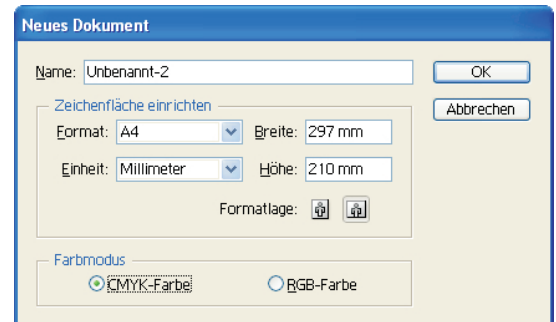 Neues Dokument
Name: Unbenannt-2 OK
Zeichenfläche einrichten Abbrechen
Format: A4 Breite: 297 mm
Einheit: Millimeter Höhe: 210 mm
Formatlage:
Farbmodus
CMYK-Farbe RGB-Farbe